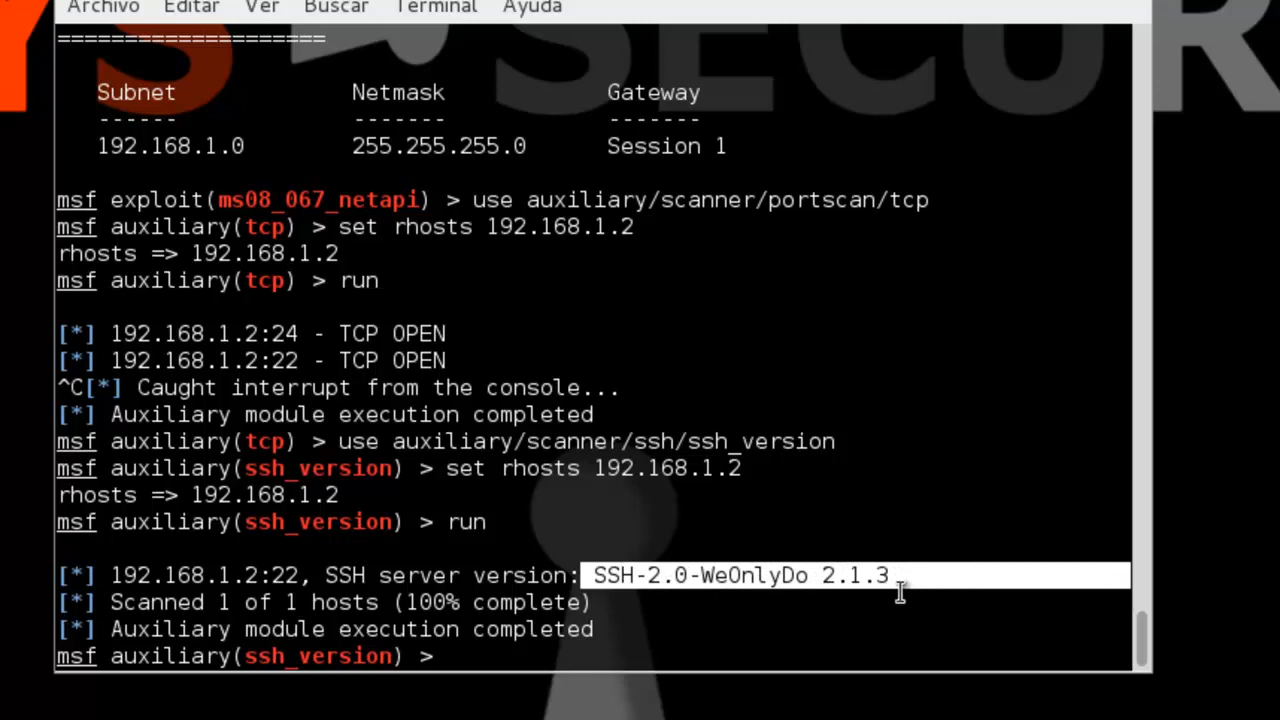 Archivo Editar Ver Buscar Terminal Ayuda
YS SECUR
====================
Subnet Netmask Gateway
------ ------- -------
192.168.1.0 255.255.255.0 Session 1
msf exploit(ms08_067_netapi) > use auxiliary/scanner/portscan/tcp
msf auxiliary(tcp) > set rhosts 192.168.1.2
rhosts => 192.168.1.2
msf auxiliary(tcp) > run
[*] 192.168.1.2:24 - TCP OPEN
[*] 192.168.1.2:22 - TCP OPEN
^C[*] Caught interrupt from the console...
[*] Auxiliary module execution completed
msf auxiliary(tcp) > use auxiliary/scanner/ssh/ssh_version
msf auxiliary(ssh_version) > set rhosts 192.168.1.2
rhosts => 192.168.1.2
msf auxiliary(ssh_version) > run
[*] 192.168.1.2:22, SSH server version: SSH-2.0-WeOnlyDo 2.1.3
[*] Scanned 1 of 1 hosts (100% complete)
[*] Auxiliary module execution completed
msf auxiliary(ssh_version) >